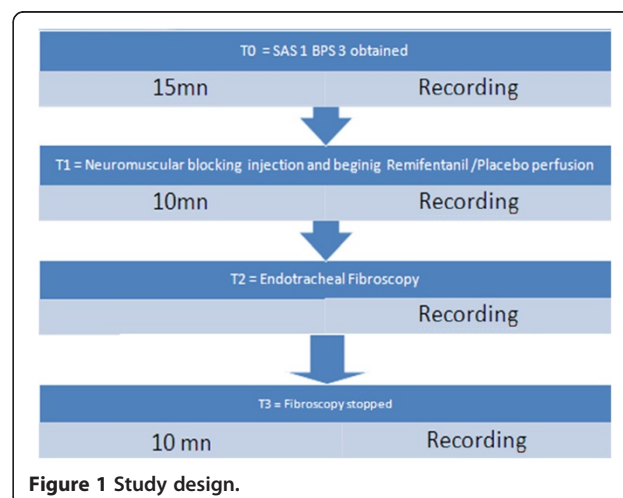 T0 = SAS 1 BPS 3 obtained
15mn Recording
T1 = Neuromuscular blocking injection and beginig Remifentanil /Placebo perfusion
10mn Recording
T2 = Endotracheal Fibroscopy
Recording
T3 = Fibroscopy stopped
10 mn Recording
Figure 1 Study design.